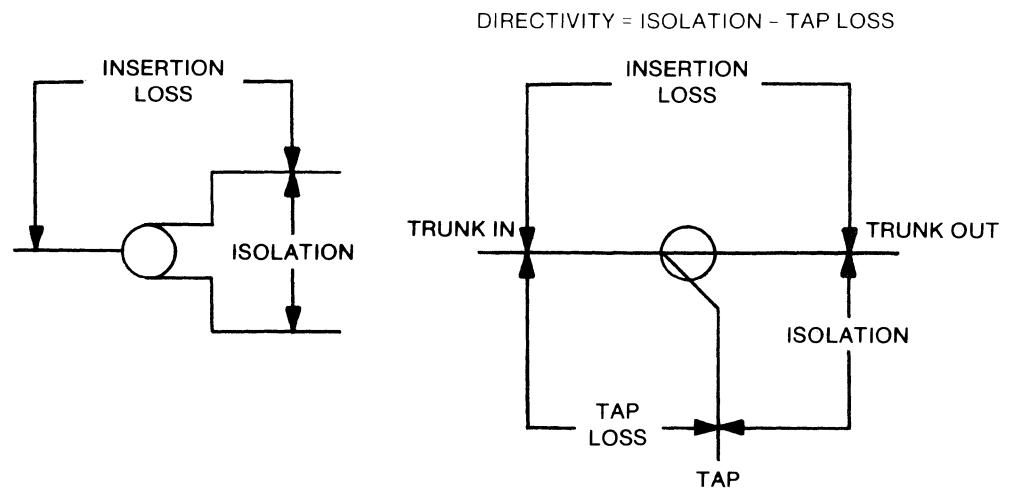 DIRECTIVITY = ISOLATION - TAP LOSS
INSERTION
LOSS
ISOLATION
INSERTION
LOSS
TRUNK IN
TRUNK OUT
ISOLATION
TAP
LOSS
TAP